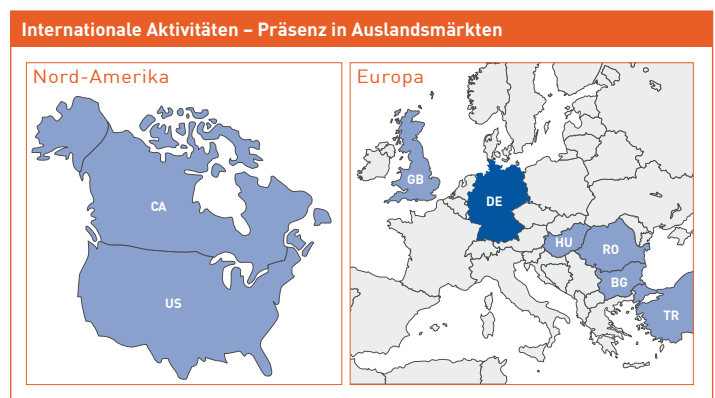 Internationale Aktivitäten – Präsenz in Auslandsmärkten
Nord-Amerika
CA
US
Europa
GB
DE
HU
RO
BG
TR